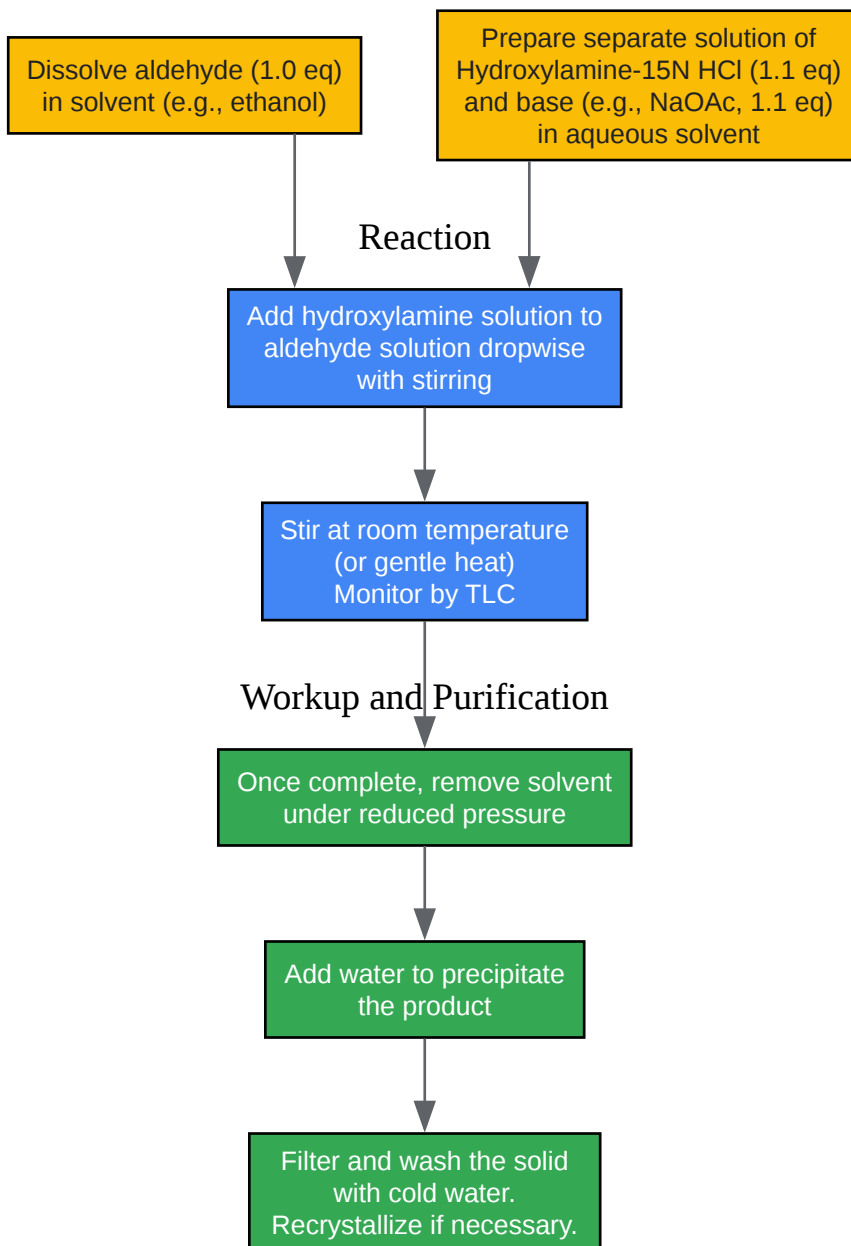 Dissolve aldehyde (1.0 eq)
in solvent (e.g., ethanol)
Prepare separate solution of
Hydroxylamine-15N HCl (1.1 eq)
and base (e.g., NaOAc, 1.1 eq)
in aqueous solvent
Reaction
Add hydroxylamine solution to
aldehyde solution dropwise
with stirring
Stir at room temperature
(or gentle heat)
Monitor by TLC
Workup and Purification
Once complete, remove solvent
under reduced pressure
Add water to precipitate
the product
Filter and wash the solid
with cold water.
Recrystallize if necessary.